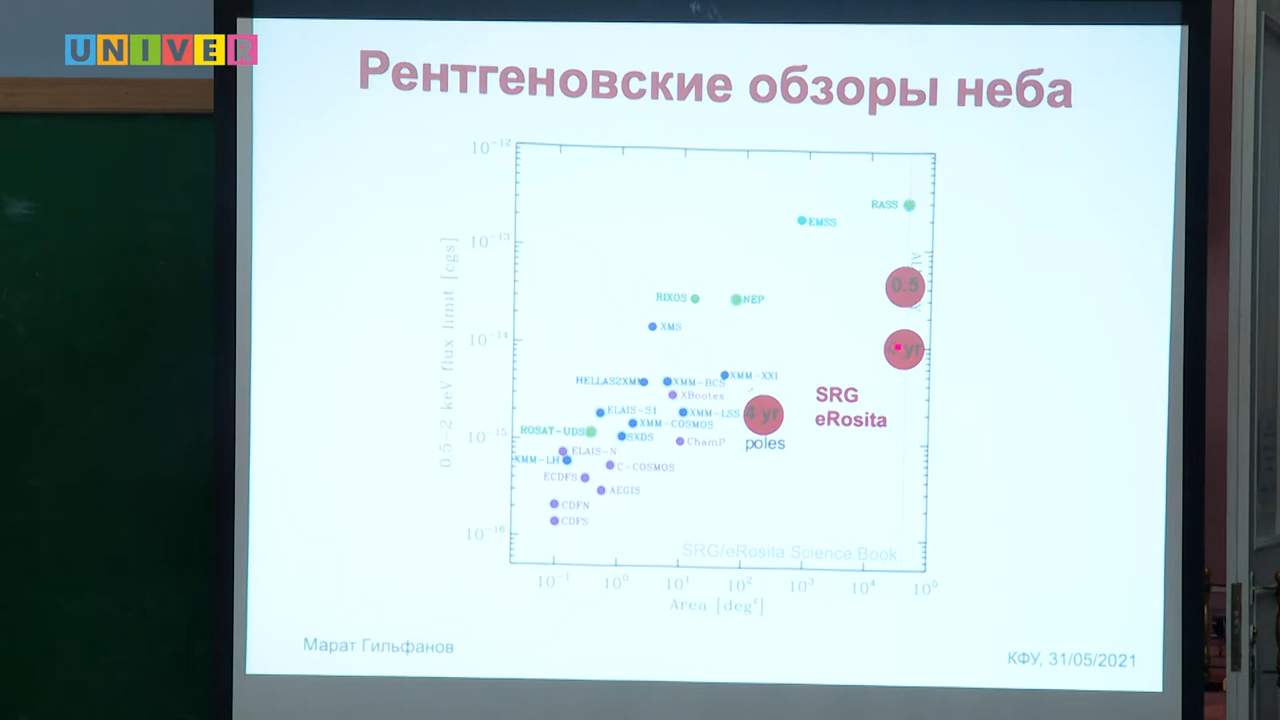 UNIVER
Рентгеновские обзоры неба
10⁻¹²
10⁻¹³
10⁻¹⁴
10⁻¹⁵
10⁻¹⁶
0.5-2 keV flux limit [cgs]
RASS
EMSS
0.5
RIXOS
NEP
XMS
4 yr
XMM-XXL
HELLAS2XMM
XMM-BCS
XBootes
SRG
eRosita
ELAIS-S1
XMM-LSS
4 yr
poles
XMM-COSMOS
ROSAT-UDS
SXDS
ChamP
ELAIS-N
XMM-LH
C-COSMOS
ECDFS
AEGIS
CDFN
CDFS
SRG/eRosita Science Book
10⁻¹ 10⁰ 10¹ 10² 10³ 10⁴ 10⁵
Area [deg²]
Марат Гильфанов
КФУ, 31/05/2021